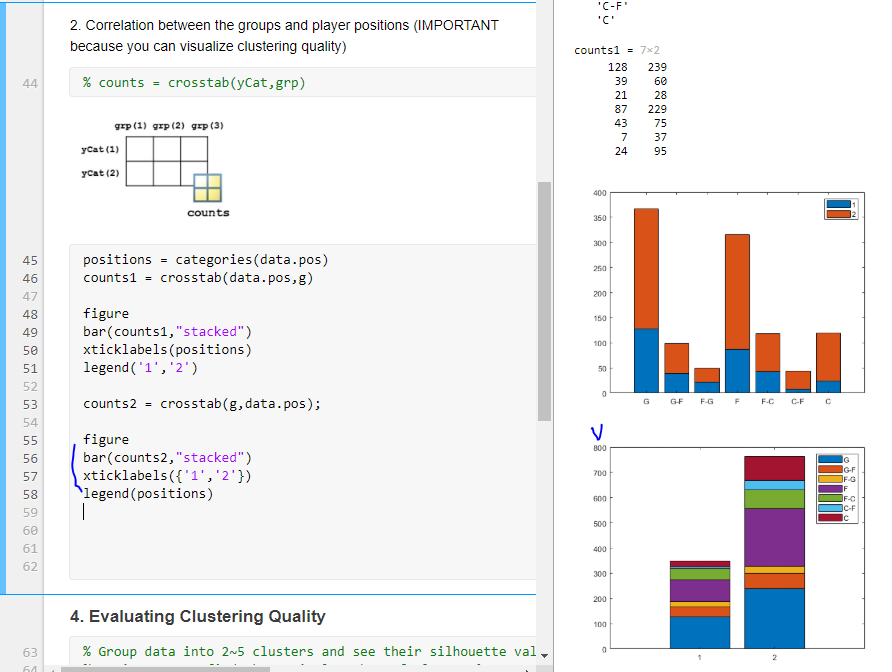 2. Correlation between the groups and player positions (IMPORTANT
because you can visualize clustering quality)
44 % counts = crosstab(yCat,grp)
grp(1) grp(2) grp(3)
yCat(1)
yCat(2)
counts
45 positions = categories(data.pos)
46 counts1 = crosstab(data.pos,g)
47
48 figure
49 bar(counts1,"stacked")
50 xticklabels(positions)
51 legend('1','2')
52
53 counts2 = crosstab(g,data.pos);
54
55 figure
56 bar(counts2,"stacked")
57 xticklabels({'1','2'})
58 legend(positions)
59
60
61
62
4. Evaluating Clustering Quality
63 % Group data into 2~5 clusters and see their silhouette val
64
'C-F'
'C'
counts1 = 7×2
128 239
39 60
21 28
87 229
43 75
7 37
24 95
400
350
300
250
200
150
100
50
0
G G-F F-G F F-C C-F C
1
2
800
700
600
500
400
300
200
100
0
1 2
G
G-F
F-G
F
F-C
C-F
C